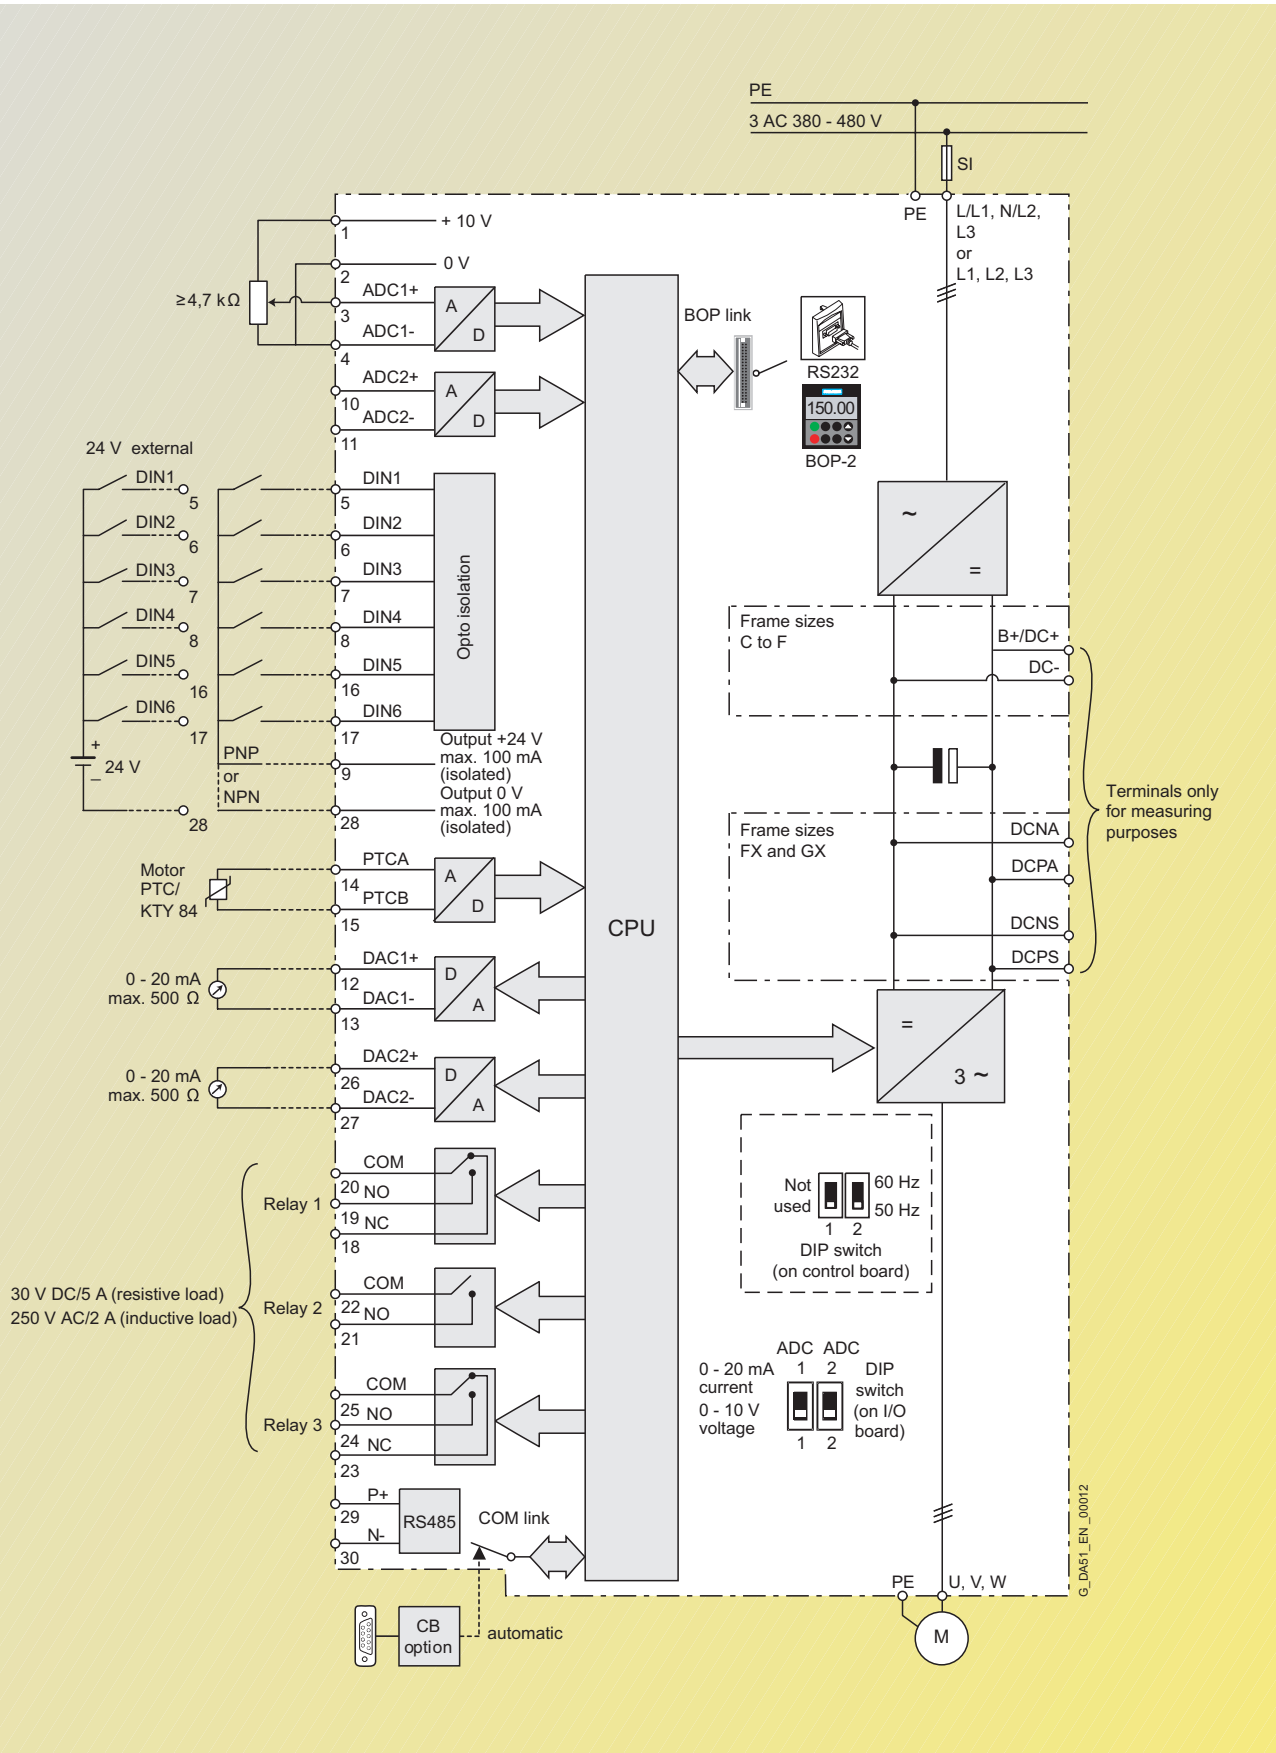 PE
3 AC 380 - 480 V
SI
PE
L/L1, N/L2,
L3
or
L1, L2, L3
1
+ 10 V
2
0 V
≥4,7 kΩ
ADC1+
3
ADC1-
4
A
D
ADC2+
10
ADC2-
11
A
D
BOP link
RS232
150.00
BOP-2
24 V external
DIN1
5
DIN2
6
DIN3
7
DIN4
8
DIN5
16
DIN6
17
+
24 V
–
28
DIN1
5
DIN2
6
DIN3
7
DIN4
8
DIN5
16
DIN6
17
Opto isolation
PNP
or
NPN
9
Output +24 V
max. 100 mA
(isolated)
28
Output 0 V
max. 100 mA
(isolated)
~
=
Frame sizes
C to F
B+/DC+
DC-
Frame sizes
FX and GX
DCNA
DCPA
DCNS
DCPS
Terminals only
for measuring
purposes
Motor
PTC/
KTY 84
PTCA
14
PTCB
15
A
D
CPU
0 - 20 mA
max. 500 Ω
DAC1+
12
DAC1-
13
D
A
=
3 ~
0 - 20 mA
max. 500 Ω
DAC2+
26
DAC2-
27
D
A
30 V DC/5 A (resistive load)
250 V AC/2 A (inductive load)
Relay 1
COM
20
NO
19
NC
18
Relay 2
COM
22
NO
21
Relay 3
COM
25
NO
24
NC
23
Not
used
60 Hz
50 Hz
1 2
DIP switch
(on control board)
ADC ADC
1 2
0 - 20 mA
current
0 - 10 V
voltage
DIP
switch
(on I/O
board)
1 2
P+
29
N-
30
RS485
COM link
CB
option
automatic
PE
U, V, W
M
G_DA51_EN_00012